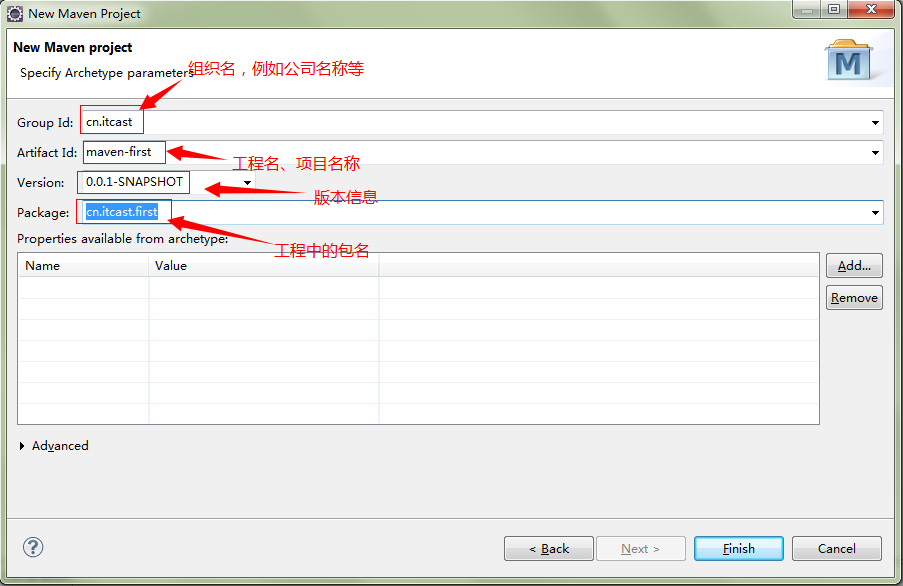 New Maven Project
New Maven project
Specify Archetype parameters
组织名，例如公司名称等
Group Id: cn.itcast
Artifact Id: maven-first
工程名、项目名称
Version: 0.0.1-SNAPSHOT
版本信息
Package: cn.itcast.first
工程中的包名
Properties available from archetype:
Name Value
Add...
Remove
Advanced
? < Back Next > Finish Cancel